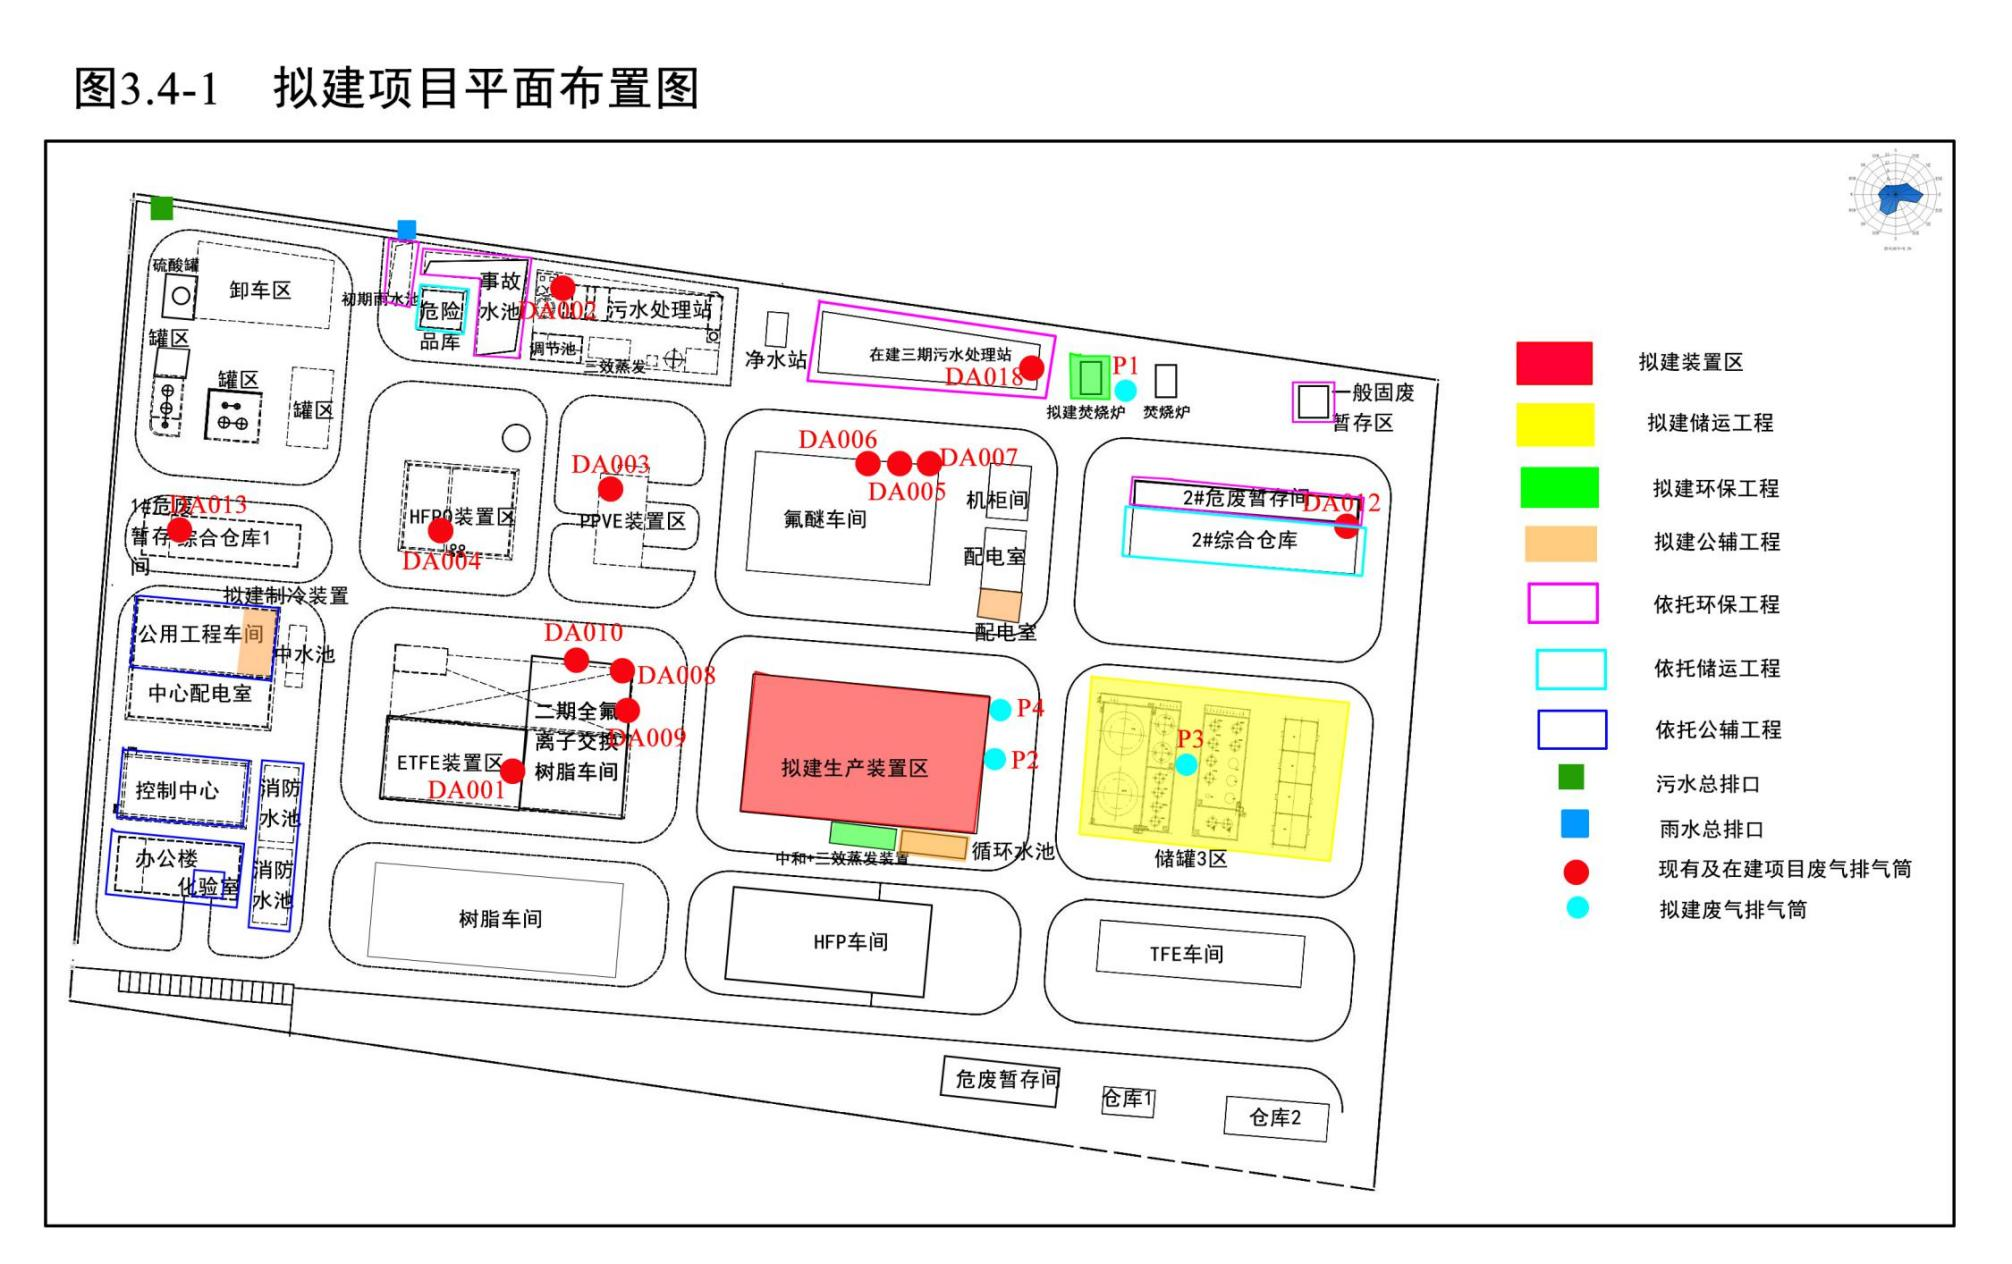 图3.4-1 拟建项目平面布置图
硫酸罐
卸车区
罐区
罐区
罐区
初期雨水池
危险
品库
事故
水池
DA002
污水处理站
调节池
三效蒸发
净水站
在建三期污水处理站
DA018
P1
拟建焚烧炉
焚烧炉
一般固废
暂存区
1#危废
暂存
间
DA013
综合仓库1
HFPO装置区
DA004
DA003
PPVE装置区
DA006
DA007
DA005
氟醚车间
机柜间
配电室
配电室
2#危废暂存间
DA012
2#综合仓库
拟建制冷装置
公用工程车间
中水池
中心配电室
控制中心
消防
水池
办公楼
化验室
消防
水池
DA010
DA008
二期全氟
离子交换
树脂车间
DA009
ETFE装置区
DA001
拟建生产装置区
P4
P2
中和+三效蒸发装置
循环水池
P3
储罐3区
树脂车间
HFP车间
TFE车间
危废暂存间
仓库1
仓库2
拟建装置区
拟建储运工程
拟建环保工程
拟建公辅工程
依托环保工程
依托储运工程
依托公辅工程
污水总排口
雨水总排口
现有及在建项目废气排气筒
拟建废气排气筒